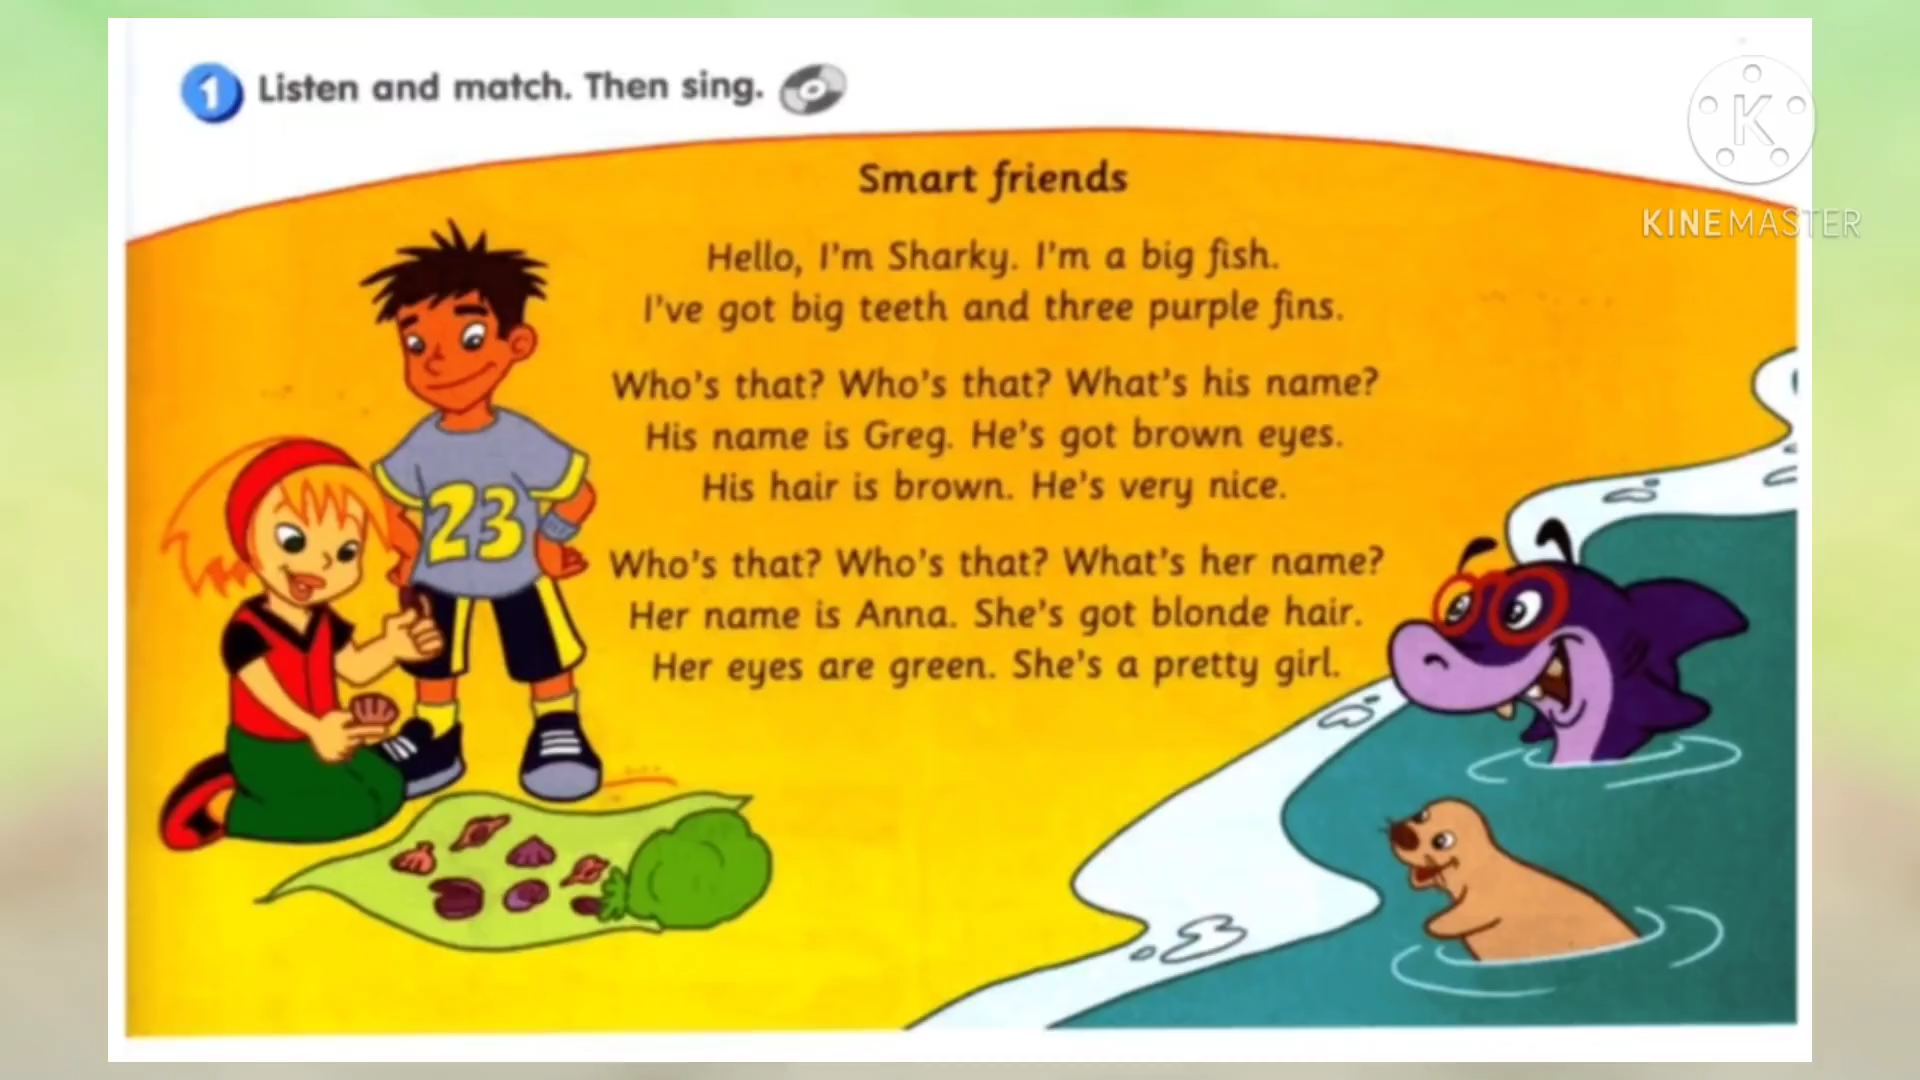 1 Listen and match. Then sing.
K
KINEMASTER
Smart friends
Hello, I'm Sharky. I'm a big fish.
I've got big teeth and three purple fins.
Who's that? Who's that? What's his name?
His name is Greg. He's got brown eyes.
His hair is brown. He's very nice.
Who's that? Who's that? What's her name?
Her name is Anna. She's got blonde hair.
Her eyes are green. She's a pretty girl.
23